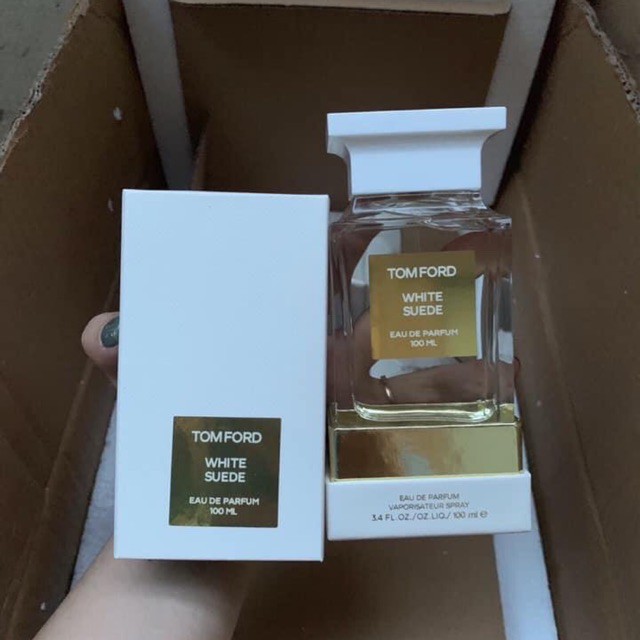 TOM FORD
WHITE
SUEDE
EAU DE PARFUM
100 ML
TOM FORD
WHITE
SUEDE
EAU DE PARFUM
100 ML
EAU DE PARFUM
VAPORISATEUR SPRAY
3.4 FL.OZ./OZ.LIQ./ 100 ml ℮